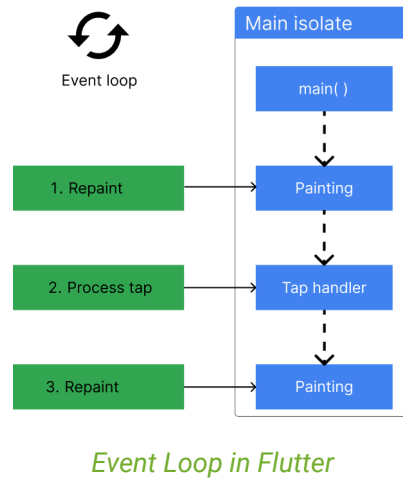 Main isolate
Event loop
main( )
1. Repaint
Painting
2. Process tap
Tap handler
3. Repaint
Painting
Event Loop in Flutter